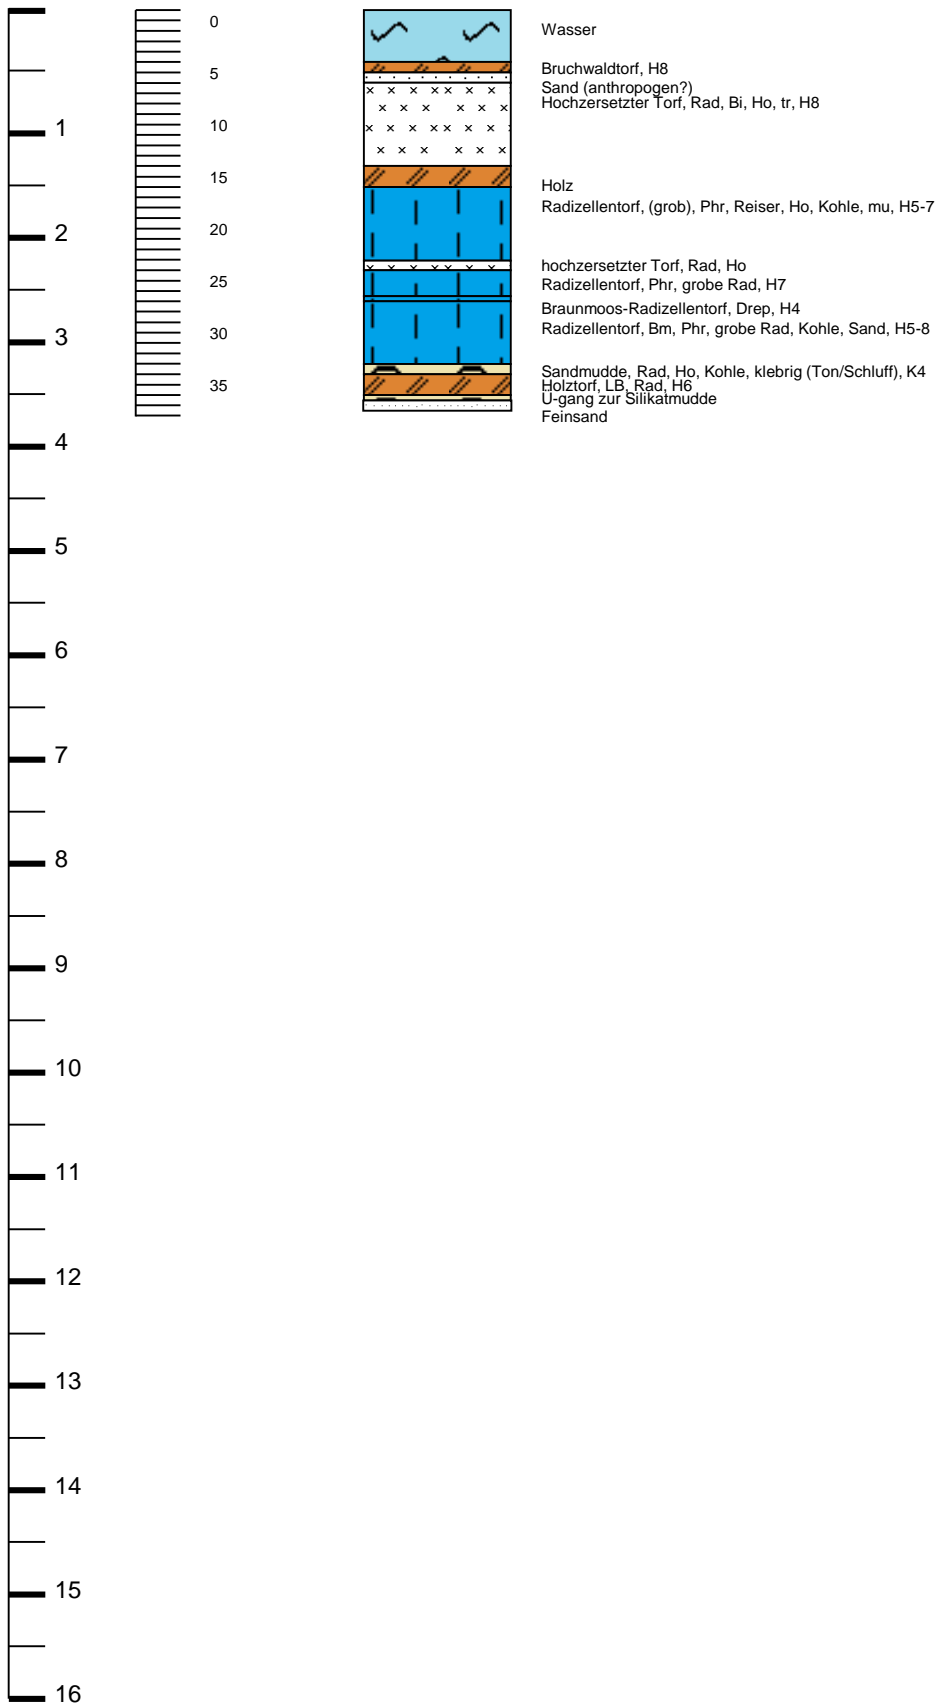 0
Wasser
5
Bruchwaldtorf, H8
Sand (anthropogen?)
Hochzersetzter Torf, Rad, Bi, Ho, tr, H8
1
10
15
Holz
Radizellentorf, (grob), Phr, Reiser, Ho, Kohle, mu, H5-7
2
20
hochzersetzter Torf, Rad, Ho
25
Radizellentorf, Phr, grobe Rad, H7
Braunmoos-Radizellentorf, Drep, H4
Radizellentorf, Bm, Phr, grobe Rad, Kohle, Sand, H5-8
3
30
Sandmudde, Rad, Ho, Kohle, klebrig (Ton/Schluff), K4
35
Holztorf, LB, Rad, H6
Ü-gang zur Silikatmudde
Feinsand
4
5
6
7
8
9
10
11
12
13
14
15
16